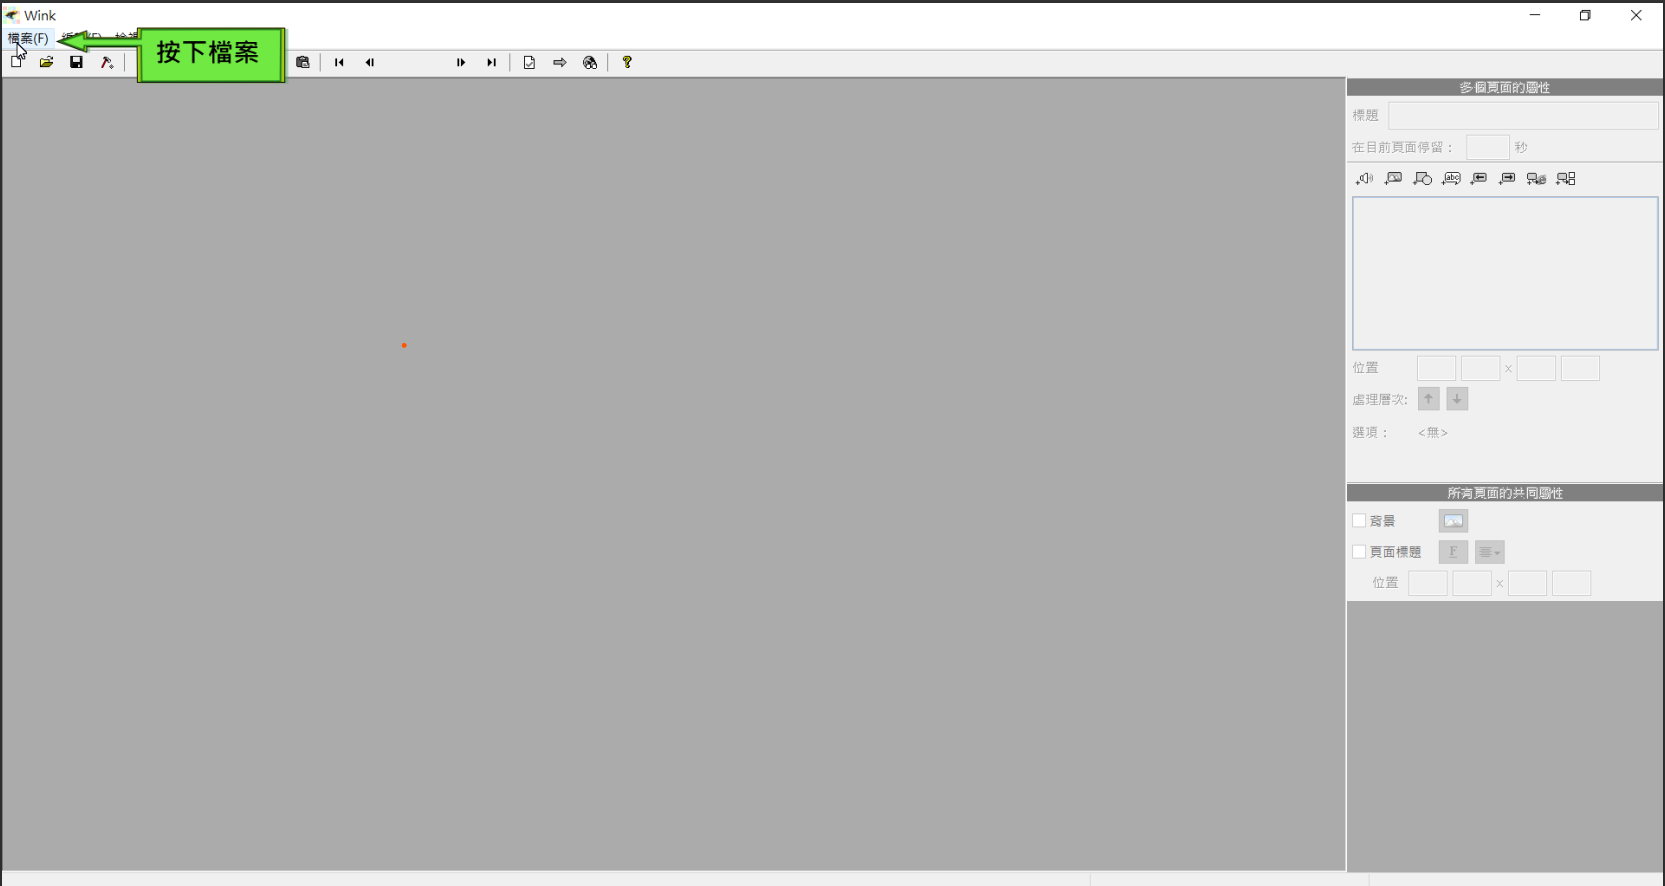 Wink
檔案(F)
按下檔案
多個頁面的屬性
標題
在目前頁面停留： 秒
abc
位置 x
處理層次:
選項： <無>
所有頁面的共同屬性
背景
頁面標題 F
位置 x